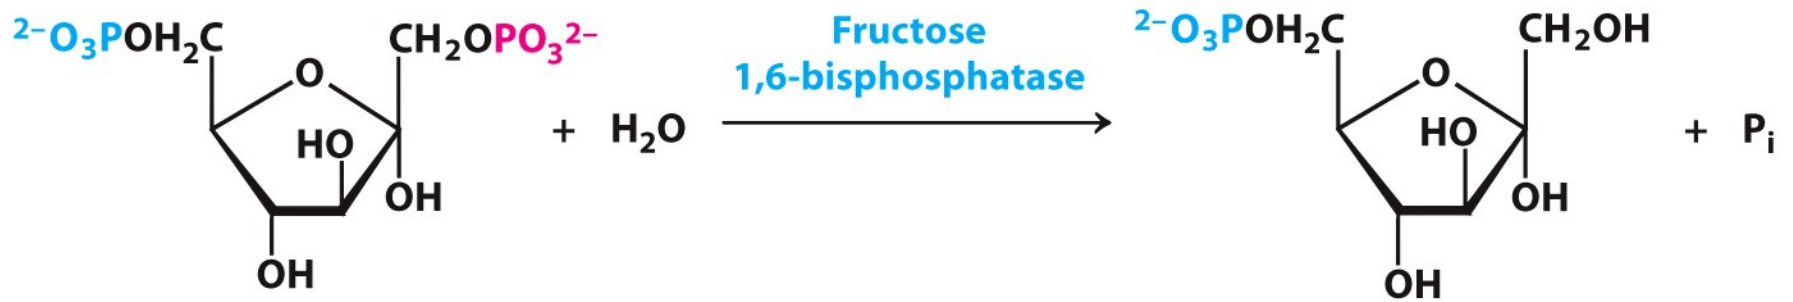 ²⁻O₃POH₂C CH₂OPO₃²⁻ Fructose ²⁻O₃POH₂C CH₂OH
1,6-bisphosphatase
O O
HO + H₂O HO + Pᵢ
OH OH
OH OH